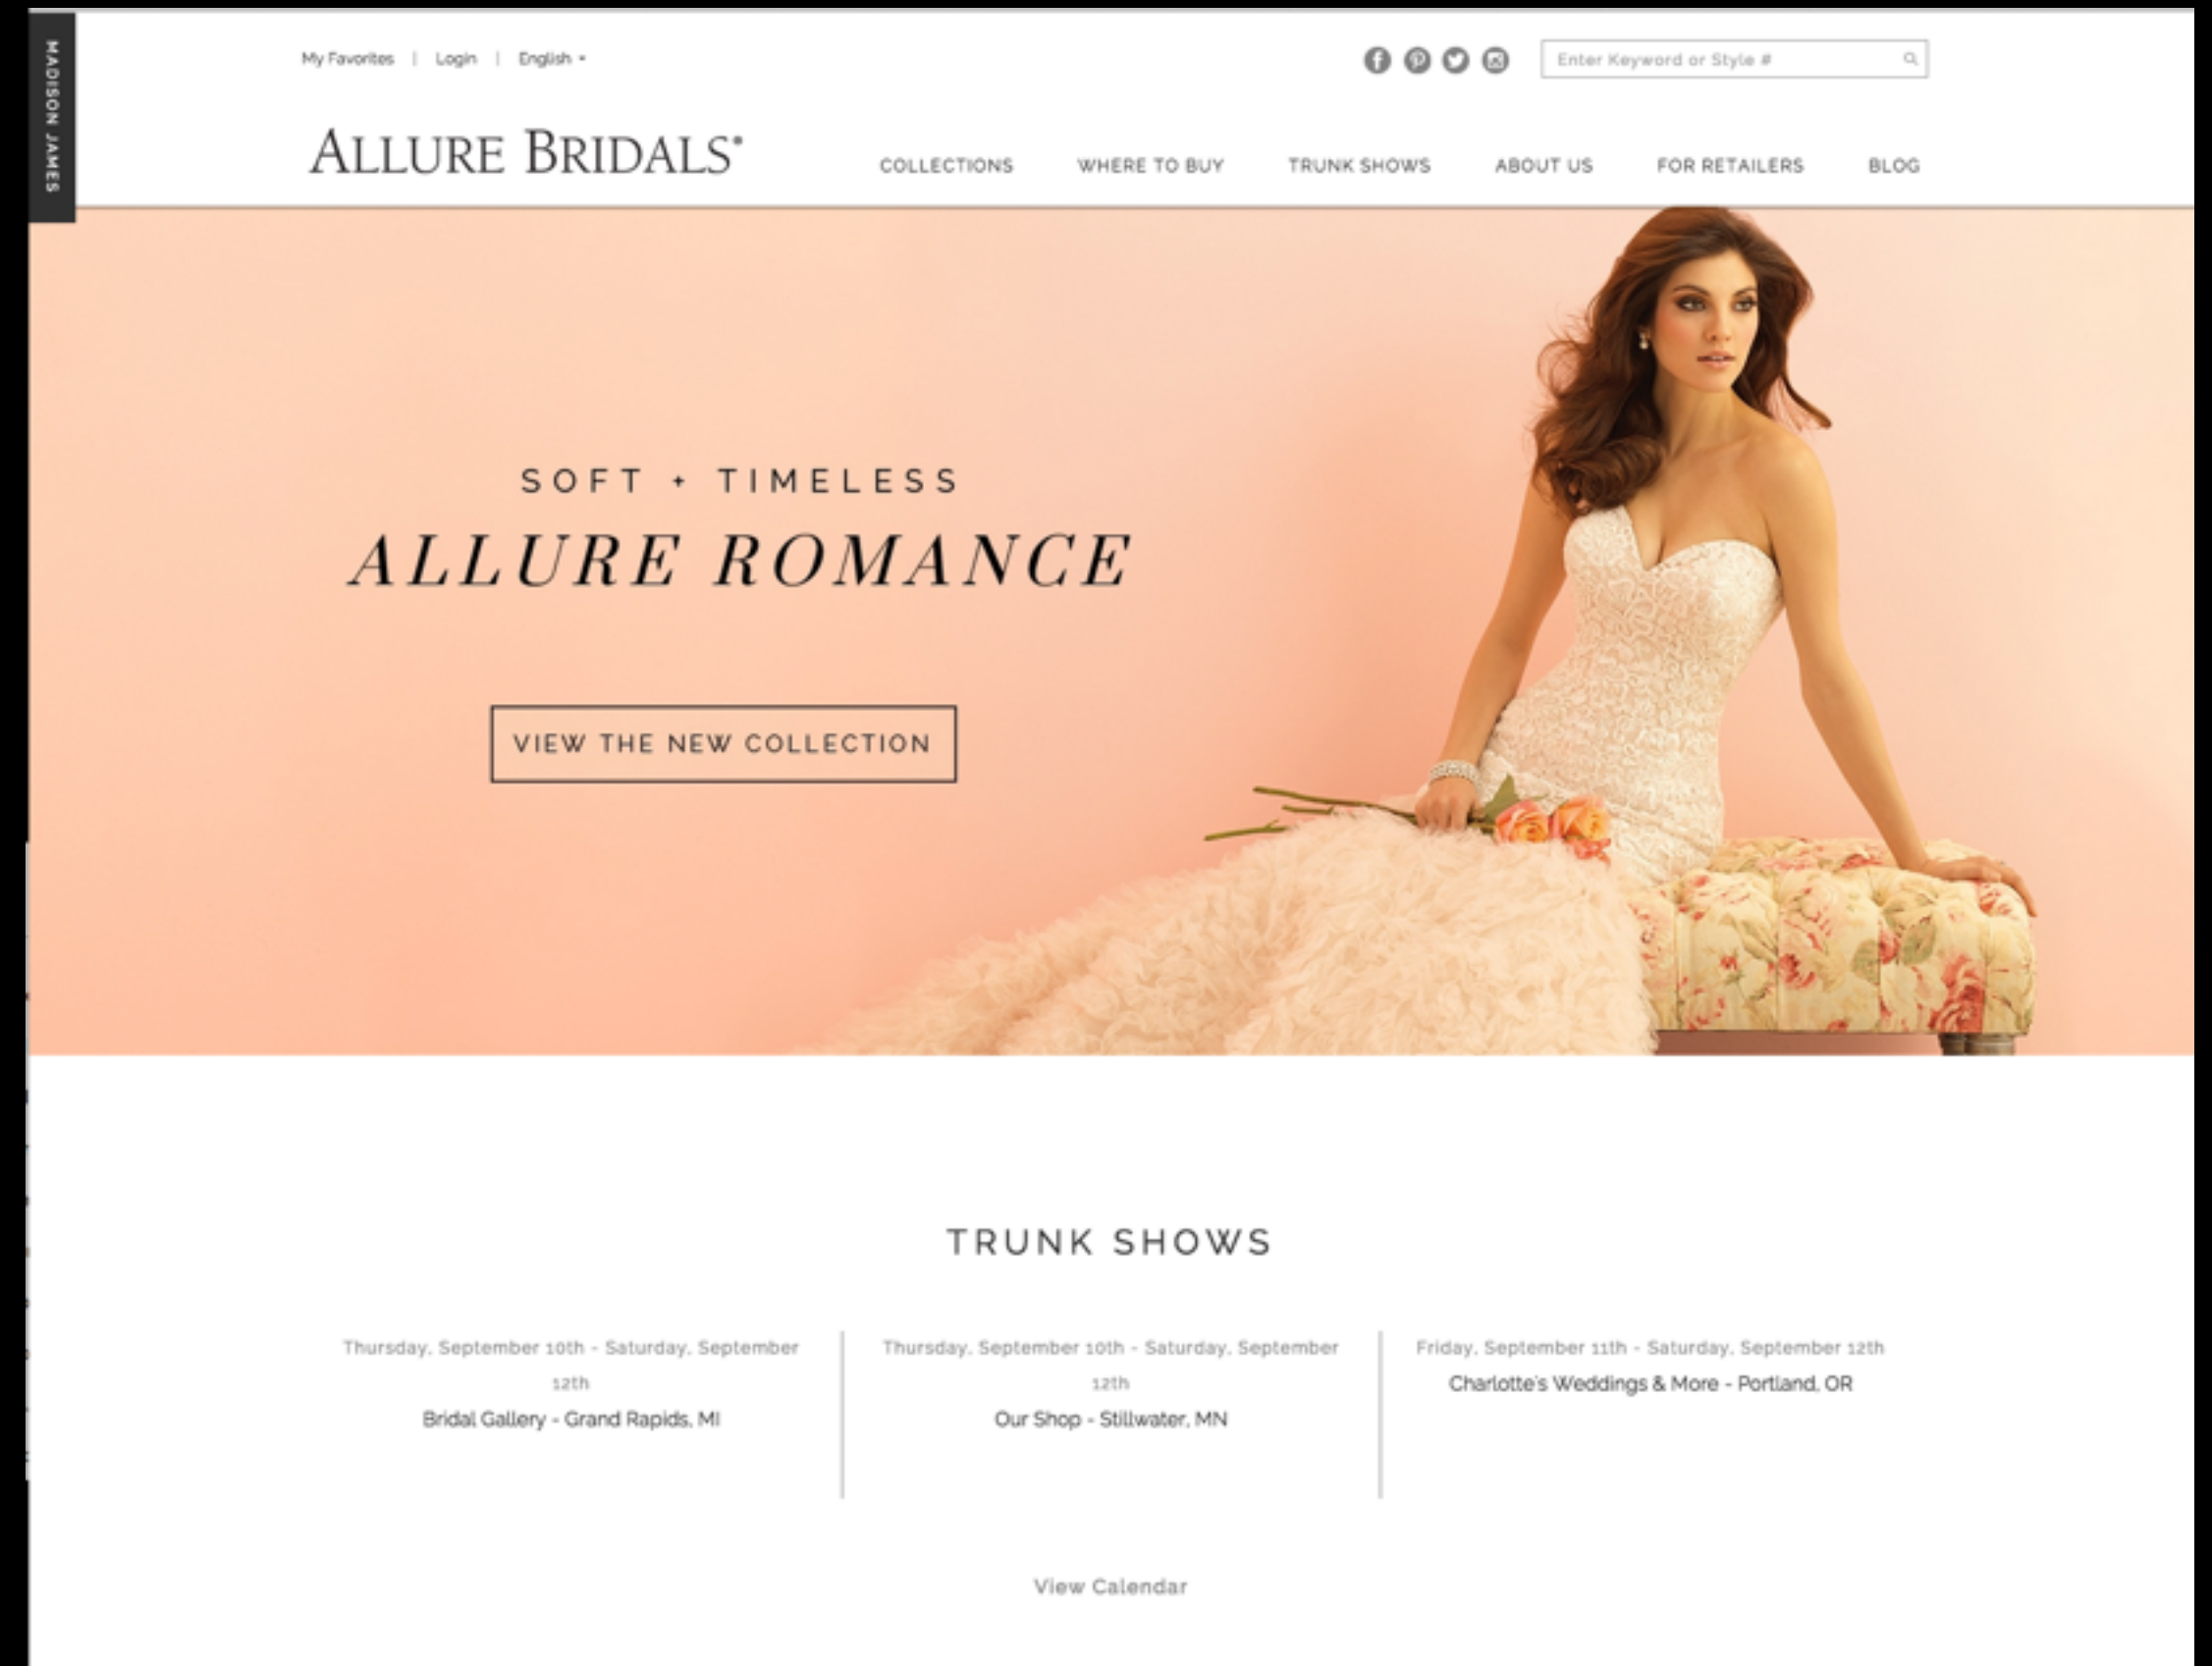 MADISON JAMES
My Favorites | Login | English
Enter Keyword or Style #
ALLURE BRIDALS
COLLECTIONS WHERE TO BUY TRUNK SHOWS ABOUT US FOR RETAILERS BLOG
SOFT + TIMELESS
ALLURE ROMANCE
VIEW THE NEW COLLECTION
TRUNK SHOWS
Thursday, September 10th - Saturday, September
12th
Bridal Gallery - Grand Rapids, MI
Thursday, September 10th - Saturday, September
12th
Our Shop - Stillwater, MN
Friday, September 11th - Saturday, September 12th
Charlotte's Weddings & More - Portland, OR
View Calendar